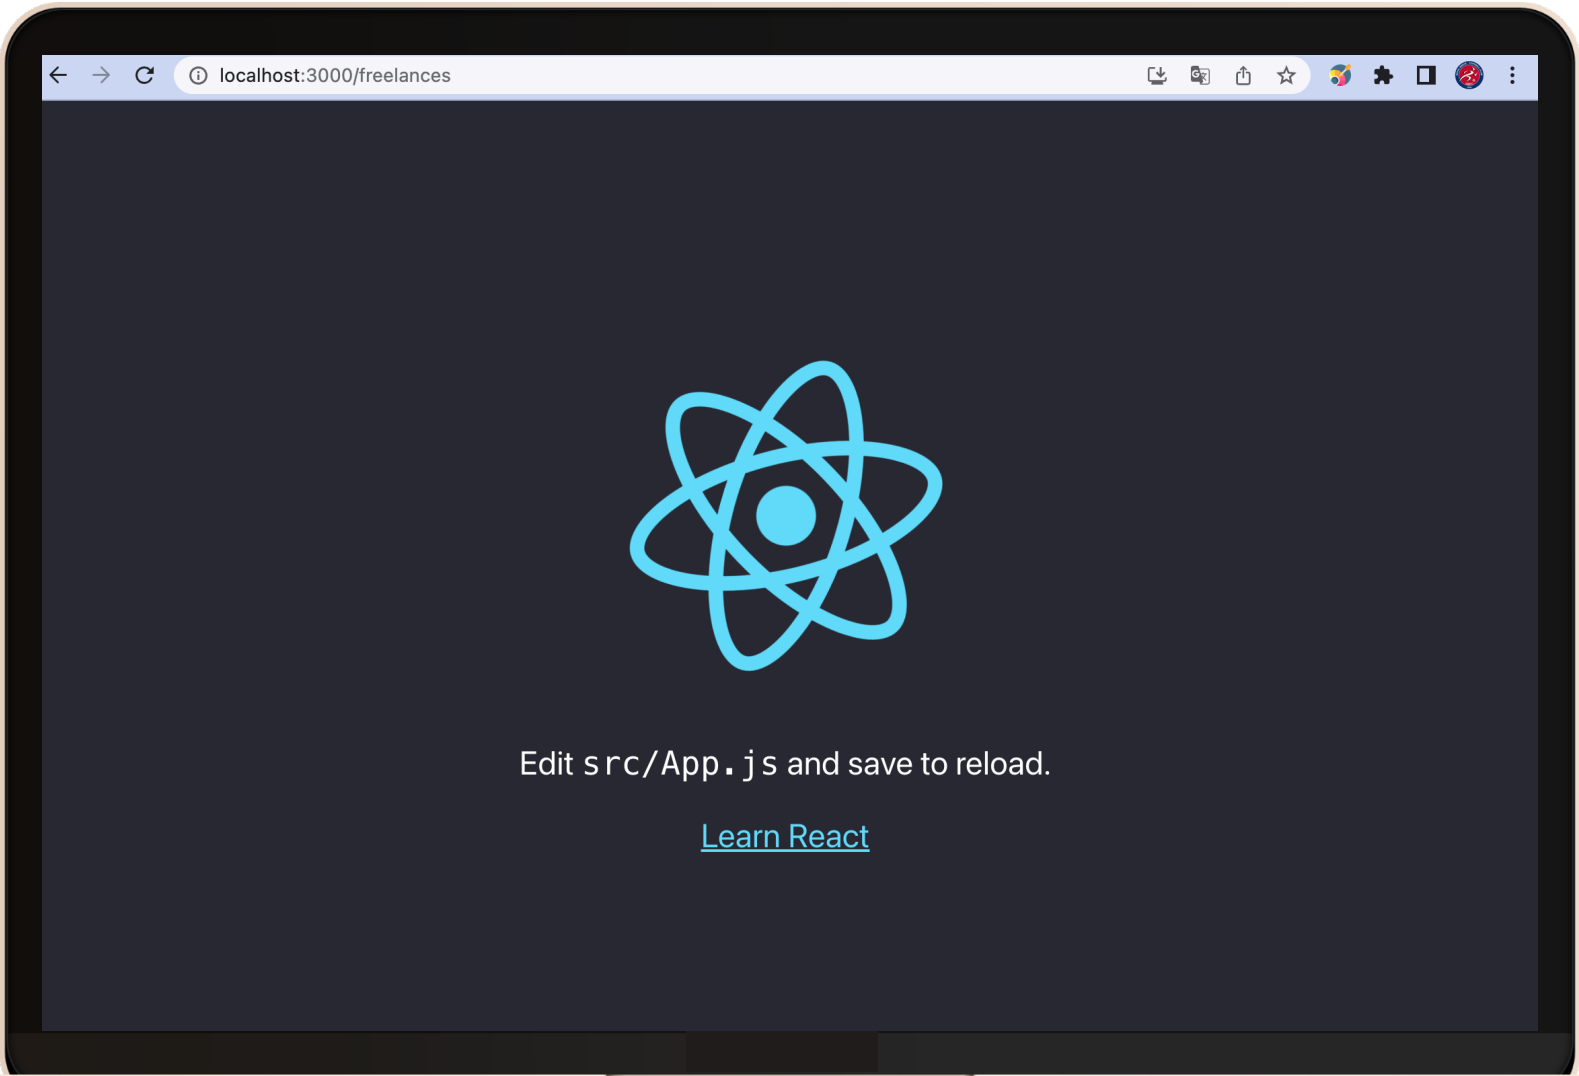 localhost:3000/freelances
Edit src/App.js and save to reload.
Learn React